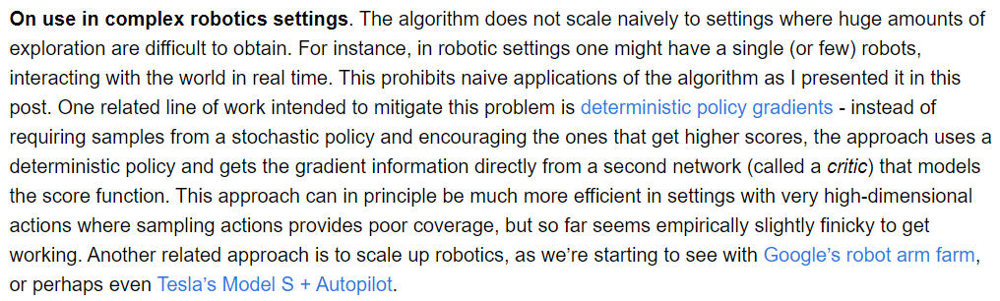 On use in complex robotics settings. The algorithm does not scale naively to settings where huge amounts of
exploration are difficult to obtain. For instance, in robotic settings one might have a single (or few) robots,
interacting with the world in real time. This prohibits naive applications of the algorithm as I presented it in this
post. One related line of work intended to mitigate this problem is deterministic policy gradients - instead of
requiring samples from a stochastic policy and encouraging the ones that get higher scores, the approach uses a
deterministic policy and gets the gradient information directly from a second network (called a critic) that models
the score function. This approach can in principle be much more efficient in settings with very high-dimensional
actions where sampling actions provides poor coverage, but so far seems empirically slightly finicky to get
working. Another related approach is to scale up robotics, as we’re starting to see with Google’s robot arm farm,
or perhaps even Tesla’s Model S + Autopilot.